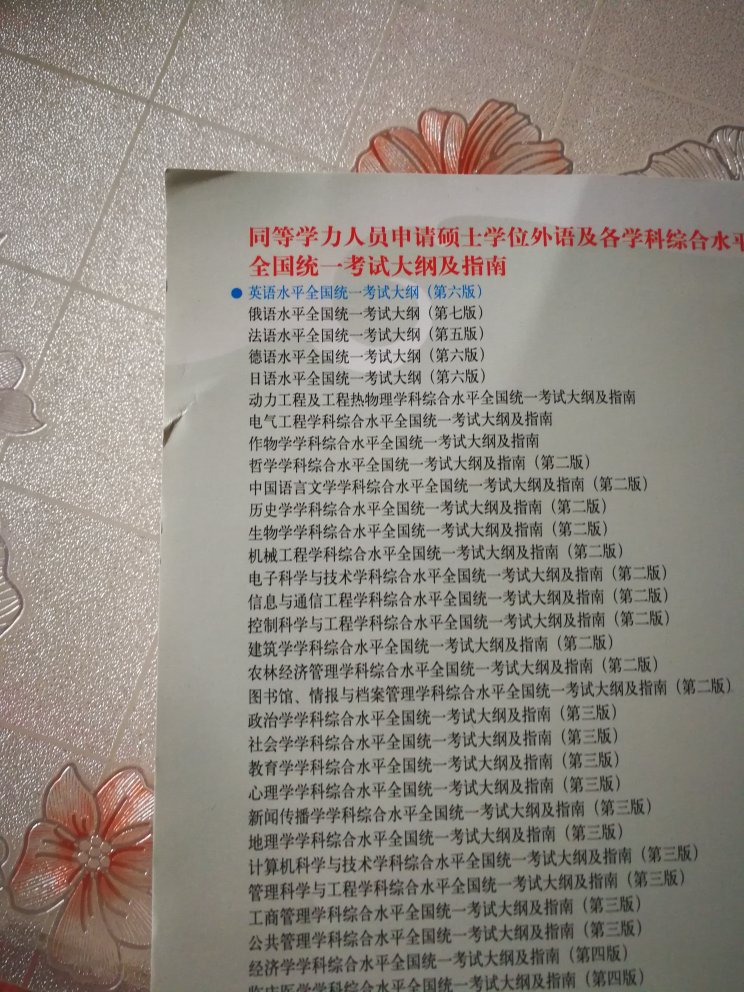 同等学力人员申请硕士学位外语及各学科综合水平
全国统一考试大纲及指南
● 英语水平全国统一考试大纲（第六版）
俄语水平全国统一考试大纲（第七版）
法语水平全国统一考试大纲（第五版）
德语水平全国统一考试大纲（第六版）
日语水平全国统一考试大纲（第六版）
动力工程及工程热物理学科综合水平全国统一考试大纲及指南
电气工程学科综合水平全国统一考试大纲及指南
作物学学科综合水平全国统一考试大纲及指南
哲学学科综合水平全国统一考试大纲及指南（第二版）
中国语言文学学科综合水平全国统一考试大纲及指南（第二版）
历史学学科综合水平全国统一考试大纲及指南（第二版）
生物学学科综合水平全国统一考试大纲及指南（第二版）
机械工程学科综合水平全国统一考试大纲及指南（第二版）
电子科学与技术学科综合水平全国统一考试大纲及指南（第二版）
信息与通信工程学科综合水平全国统一考试大纲及指南（第二版）
控制科学与工程学科综合水平全国统一考试大纲及指南（第二版）
建筑学学科综合水平全国统一考试大纲及指南（第二版）
农林经济管理学科综合水平全国统一考试大纲及指南（第二版）
图书馆、情报与档案管理学科综合水平全国统一考试大纲及指南（第二版）
政治学学科综合水平全国统一考试大纲及指南（第三版）
社会学学科综合水平全国统一考试大纲及指南（第三版）
教育学学科综合水平全国统一考试大纲及指南（第三版）
心理学学科综合水平全国统一考试大纲及指南（第三版）
新闻传播学学科综合水平全国统一考试大纲及指南（第三版）
地理学学科综合水平全国统一考试大纲及指南（第三版）
计算机科学与技术学科综合水平全国统一考试大纲及指南（第三版）
管理科学与工程学科综合水平全国统一考试大纲及指南（第三版）
工商管理学科综合水平全国统一考试大纲及指南（第三版）
公共管理学科综合水平全国统一考试大纲及指南（第三版）
经济学学科综合水平全国统一考试大纲及指南（第四版）
临床医学学科综合水平全国统一考试大纲及指南（第四版）